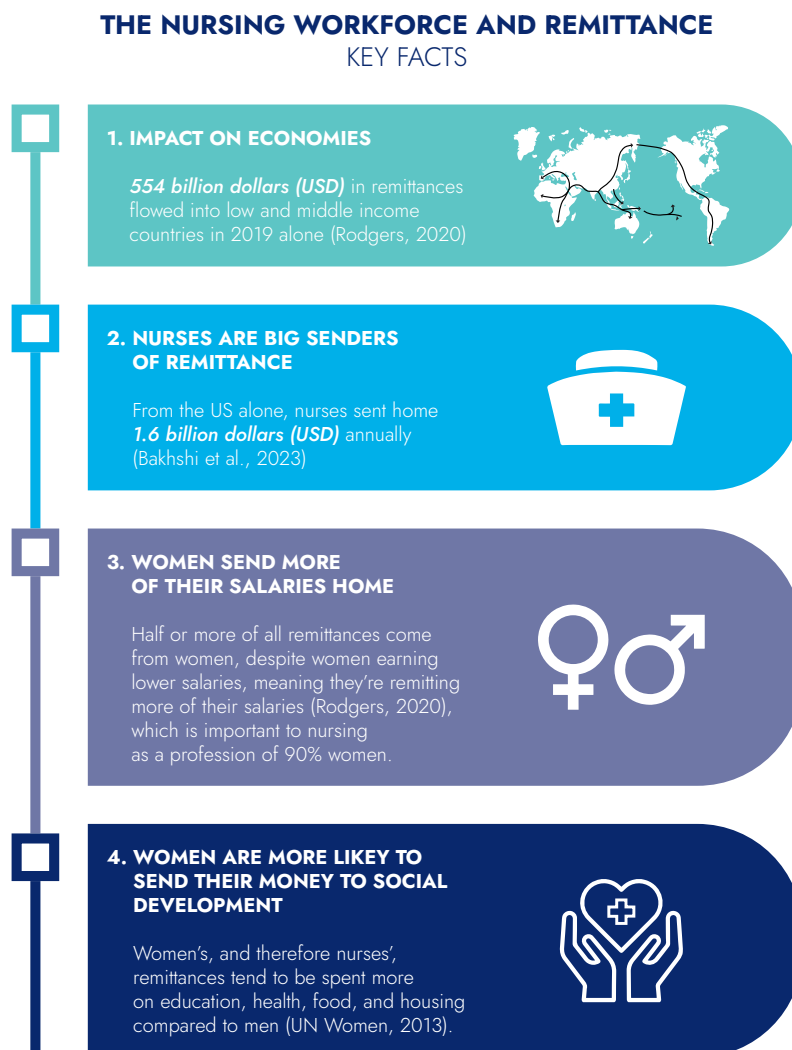 THE NURSING WORKFORCE AND REMITTANCE
KEY FACTS
1. IMPACT ON ECONOMIES
554 billion dollars (USD) in remittances
flowed into low and middle income
countries in 2019 alone (Rodgers, 2020)
2. NURSES ARE BIG SENDERS
OF REMITTANCE
From the US alone, nurses sent home
1.6 billion dollars (USD) annually
(Bakhshi et al., 2023)
3. WOMEN SEND MORE
OF THEIR SALARIES HOME
Half or more of all remittances come
from women, despite women earning
lower salaries, meaning they're remitting
more of their salaries (Rodgers, 2020),
which is important to nursing
as a profession of 90% women.
4. WOMEN ARE MORE LIKEY TO
SEND THEIR MONEY TO SOCIAL
DEVELOPMENT
Women's, and therefore nurses',
remittances tend to be spent more
on education, health, food, and housing
compared to men (UN Women, 2013).